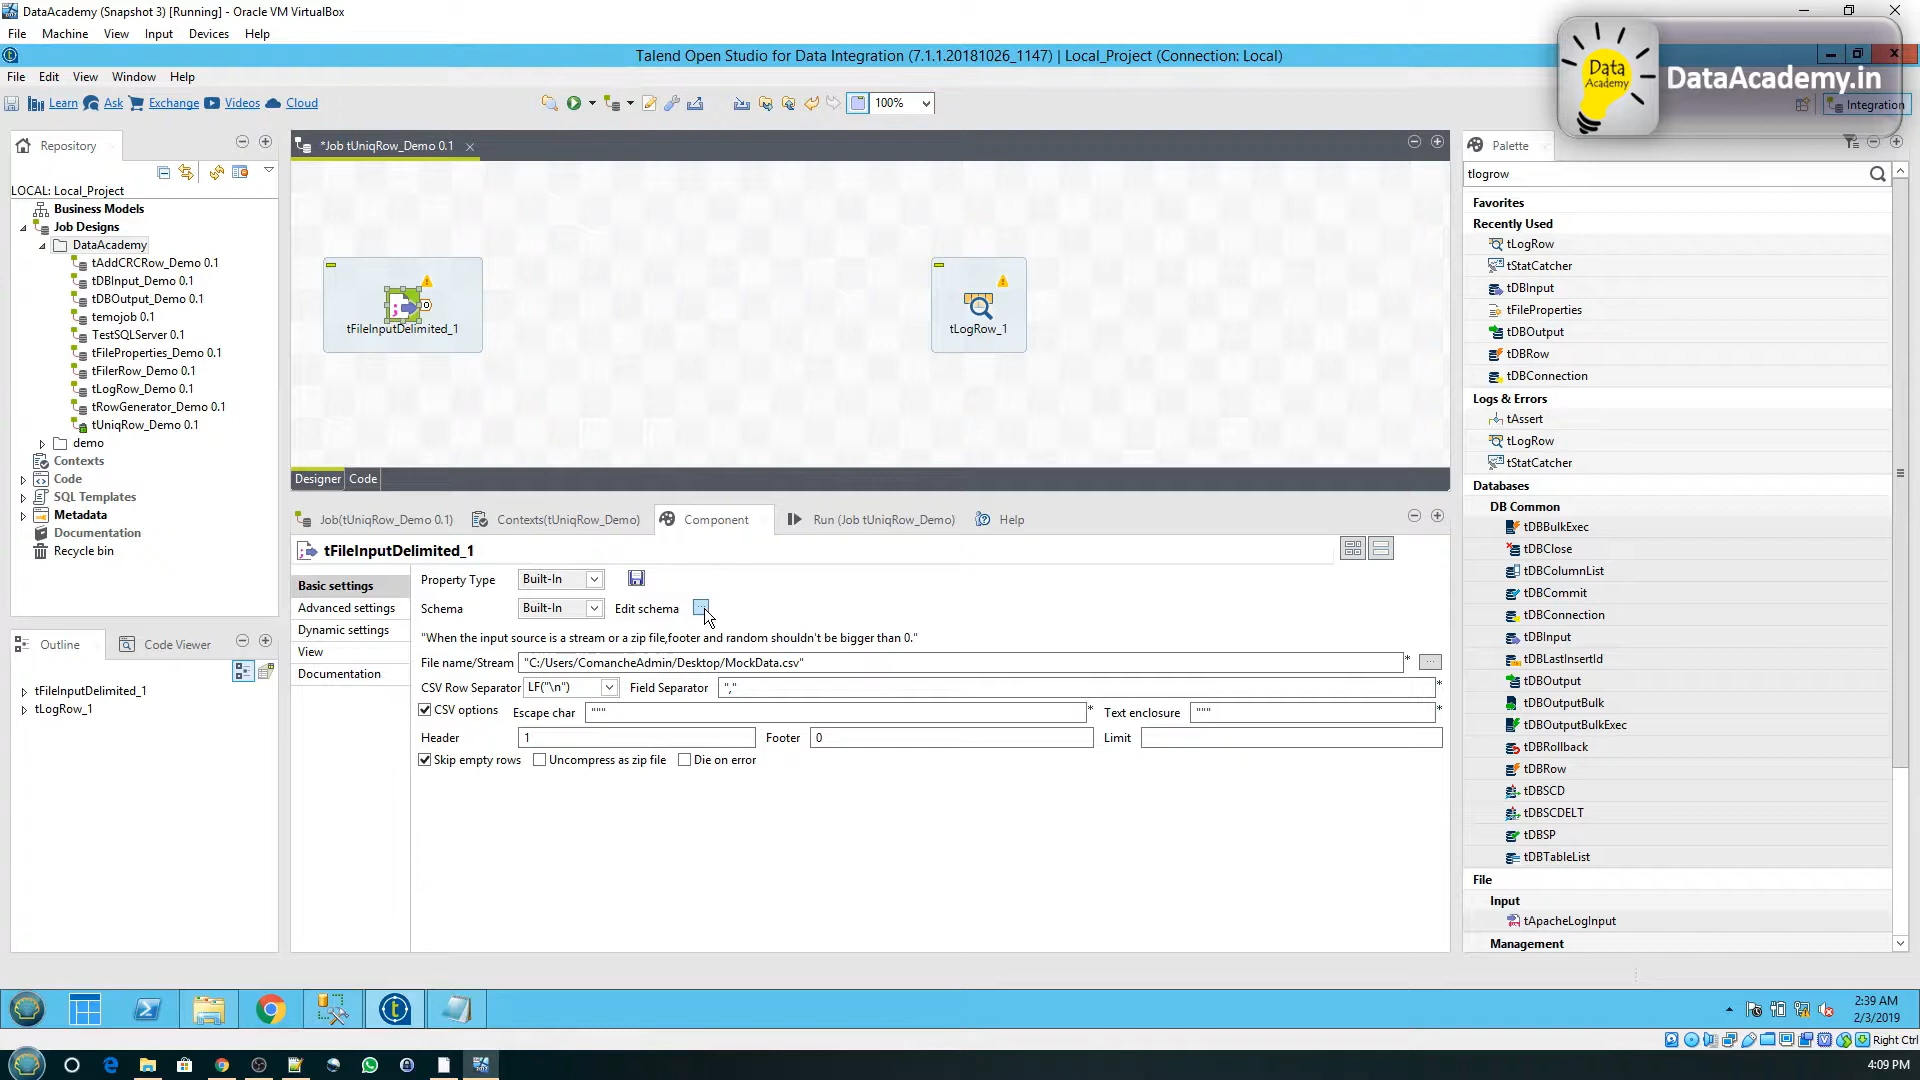 DataAcademy (Snapshot 3) [Running] - Oracle VM VirtualBox
File Machine View Input Devices Help
Talend Open Studio for Data Integration (7.1.1.20181026_1147) | Local_Project (Connection: Local)
Data Academy
DataAcademy.in
File Edit View Window Help
Learn Ask Exchange Videos Cloud
100%
Integration
Repository
LOCAL: Local_Project
Business Models
Job Designs
DataAcademy
tAddCRCRow_Demo 0.1
tDBInput_Demo 0.1
tDBOutput_Demo 0.1
temojob 0.1
TestSQLServer 0.1
tFileProperties_Demo 0.1
tFilerRow_Demo 0.1
tLogRow_Demo 0.1
tRowGenerator_Demo 0.1
tUniqRow_Demo 0.1
demo
Contexts
Code
SQL Templates
Metadata
Documentation
Recycle bin
Outline
Code Viewer
tFileInputDelimited_1
tLogRow_1
*Job tUniqRow_Demo 0.1
tFileInputDelimited_1
tLogRow_1
Designer Code
Job(tUniqRow_Demo 0.1) Contexts(tUniqRow_Demo) Component Run (Job tUniqRow_Demo) Help
tFileInputDelimited_1
Basic settings
Advanced settings
Dynamic settings
View
Documentation
Property Type Built-In
Schema Built-In Edit schema
"When the input source is a stream or a zip file,footer and random shouldn't be bigger than 0."
File name/Stream "C:/Users/ComancheAdmin/Desktop/MockData.csv" * ...
CSV Row Separator LF("\n") Field Separator "," *
CSV options Escape char """ * Text enclosure """ *
Header 1 Footer 0 Limit
Skip empty rows Uncompress as zip file Die on error
Palette
tlogrow
Favorites
Recently Used
tLogRow
tStatCatcher
tDBInput
tFileProperties
tDBOutput
tDBRow
tDBConnection
Logs & Errors
tAssert
tLogRow
tStatCatcher
Databases
DB Common
tDBBulkExec
tDBClose
tDBColumnList
tDBCommit
tDBConnection
tDBInput
tDBLastInsertId
tDBOutput
tDBOutputBulk
tDBOutputBulkExec
tDBRollback
tDBRow
tDBSCD
tDBSCDELT
tDBSP
tDBTableList
File
Input
tApacheLogInput
Management
2:39 AM
2/3/2019
Right Ctrl
4:09 PM